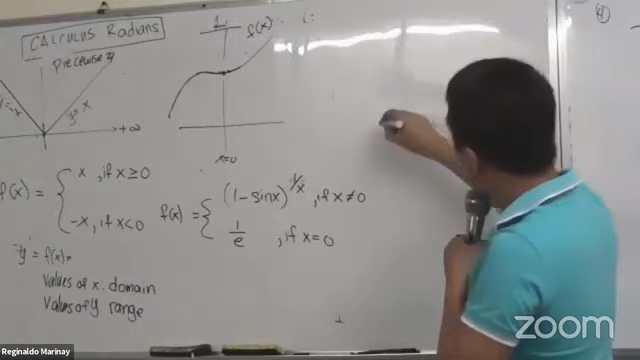 CALCULUS Radians
Piecewise
y=-x
y=x
+∞
f(x)
x=0
f(x) = { x , if x≥0
-x, if x<0
f(x) = { (1-sinx)^1/x , if x≠0
1/e , if x=0
"y = f(x)=
values of x. domain
values of y range
Reginaldo Marinay
zoom